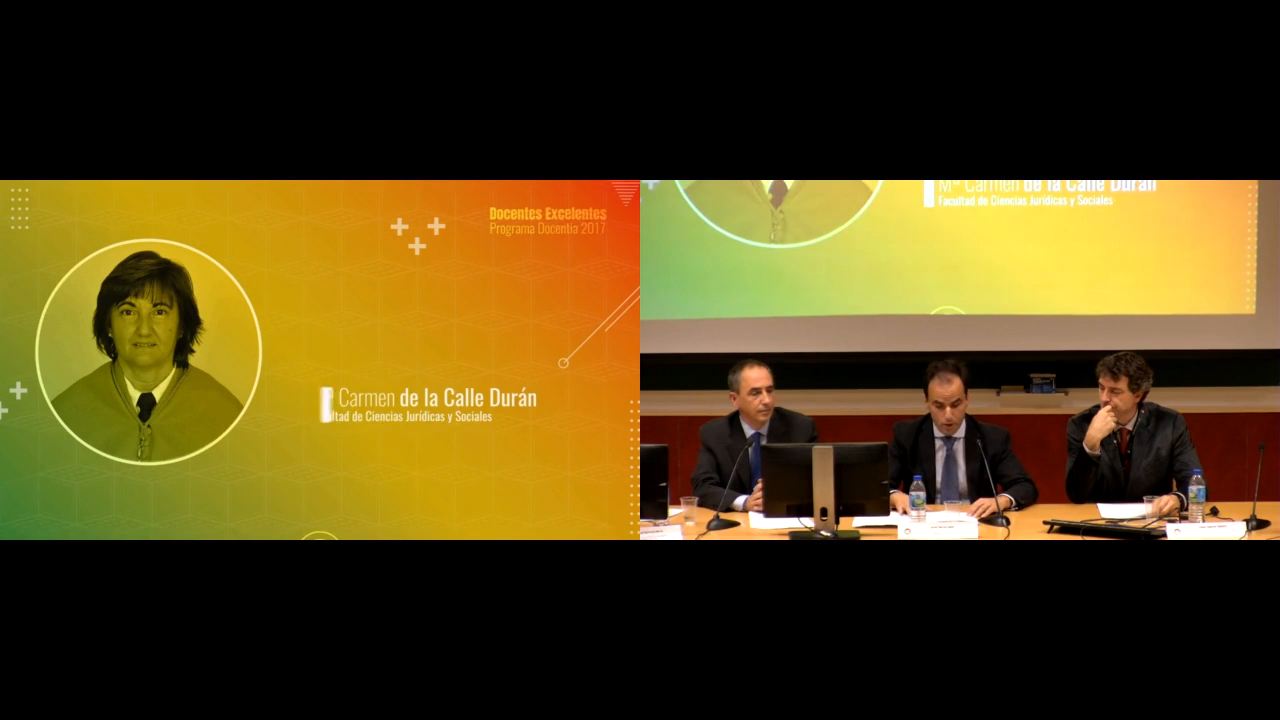 Docentes Excelentes
Programa Docentia 2017
Carmen de la Calle Durán
ltad de Ciencias Jurídicas y Sociales
Mª Carmen de la Calle Durán
Facultad de Ciencias Jurídicas y Sociales